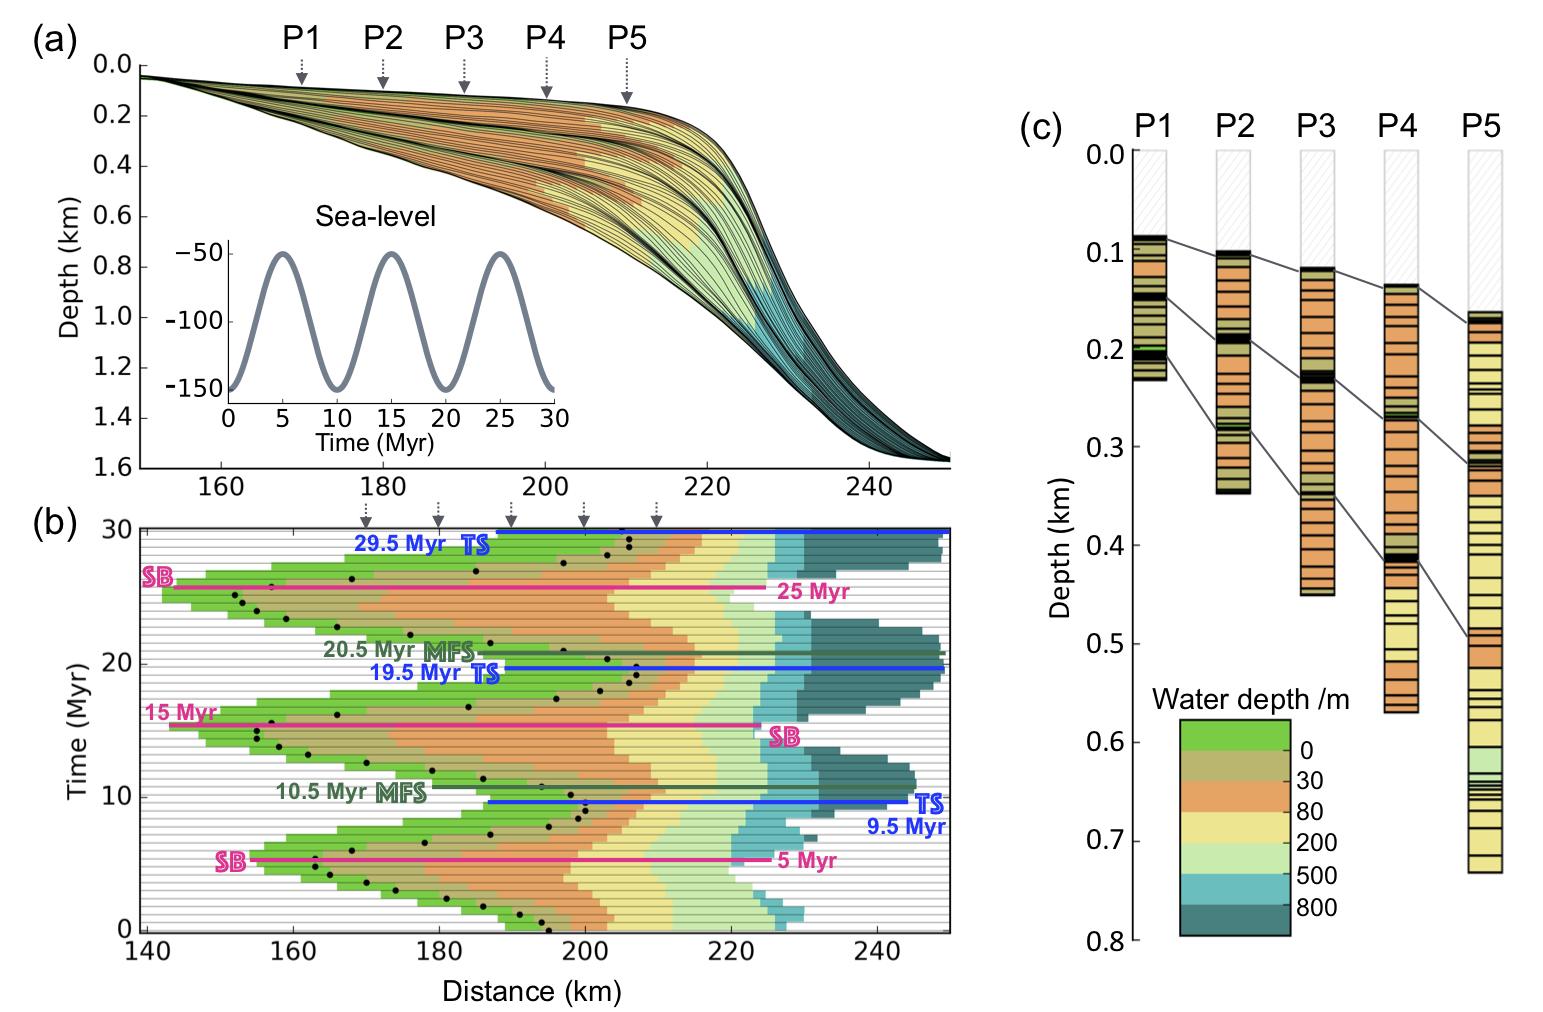 (a)
P1 P2 P3 P4 P5
0.0
0.2
0.4
0.6
0.8
1.0
1.2
1.4
1.6
Depth (km)
160 180 200 220 240
Sea-level
−50
−100
−150
0 5 10 15 20 25 30
Time (Myr)
(b)
30
20
10
0
Time (Myr)
29.5 Myr TS
SB
25 Myr
20.5 Myr MFS
19.5 Myr TS
15 Myr
SB
10.5 Myr MFS
TS
9.5 Myr
SB
5 Myr
140 160 180 200 220 240
Distance (km)
(c)
P1 P2 P3 P4 P5
0.0
0.1
0.2
0.3
0.4
0.5
0.6
0.7
0.8
Depth (km)
Water depth /m
0
30
80
200
500
800